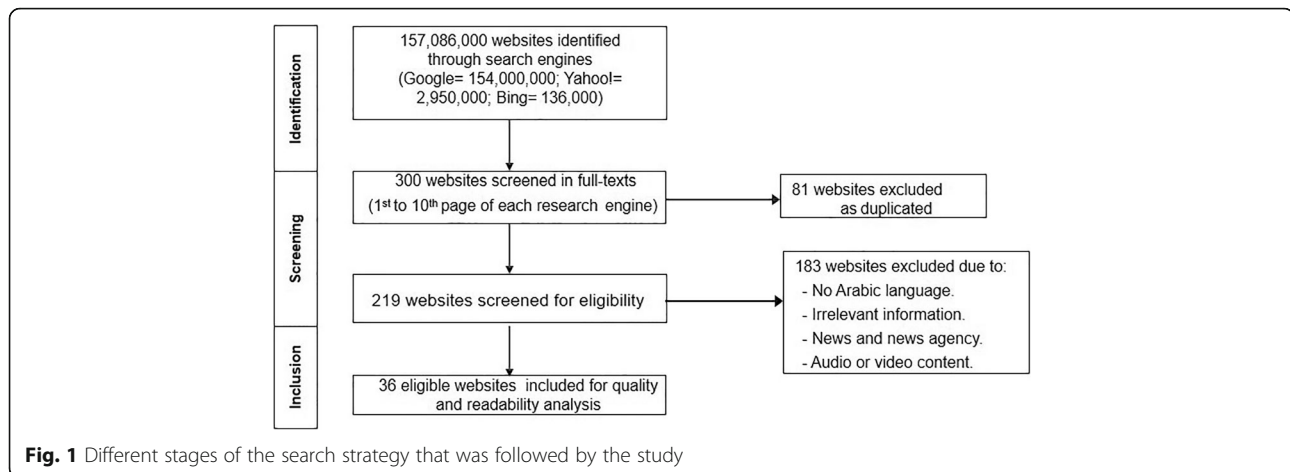 Identification
157,086,000 websites identified
through search engines
(Google= 154,000,000; Yahoo!=
2,950,000; Bing= 136,000)
Screening
300 websites screened in full-texts
(1st to 10th page of each research engine)
81 websites excluded
as duplicated
219 websites screened for eligibility
183 websites excluded due to:
- No Arabic language.
- Irrelevant information.
- News and news agency.
- Audio or video content.
Inclusion
36 eligible websites included for quality
and readability analysis
Fig. 1 Different stages of the search strategy that was followed by the study